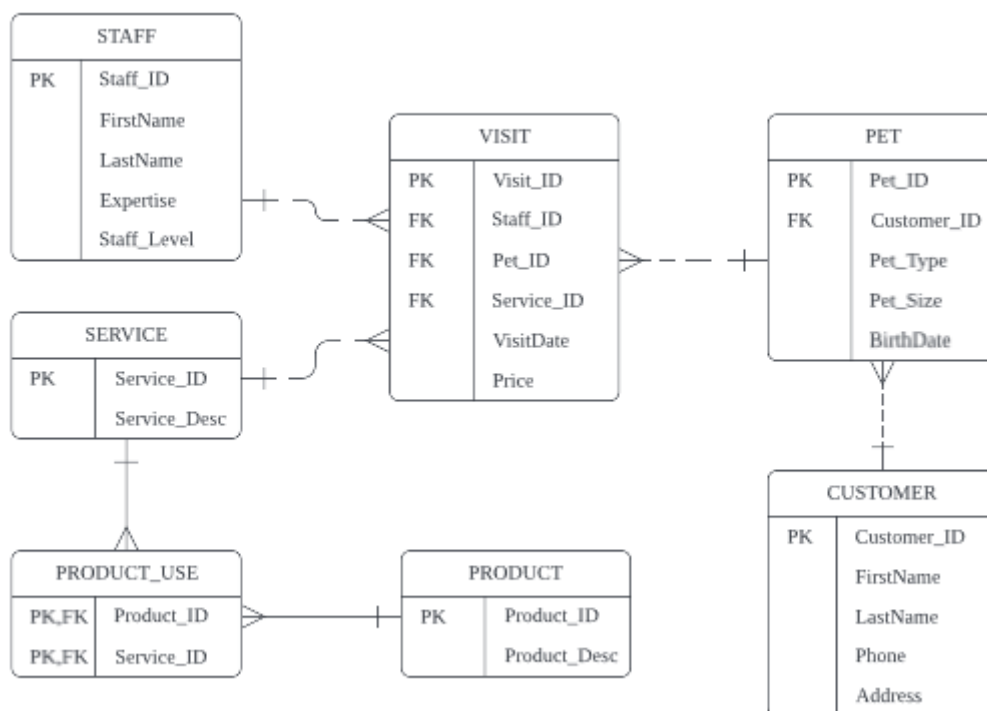 STAFF
PK Staff_ID
FirstName
LastName
Expertise
Staff_Level
VISIT
PK Visit_ID
FK Staff_ID
FK Pet_ID
FK Service_ID
VisitDate
Price
PET
PK Pet_ID
FK Customer_ID
Pet_Type
Pet_Size
BirthDate
SERVICE
PK Service_ID
Service_Desc
CUSTOMER
PK Customer_ID
FirstName
LastName
Phone
Address
PRODUCT_USE
PK,FK Product_ID
PK,FK Service_ID
PRODUCT
PK Product_ID
Product_Desc